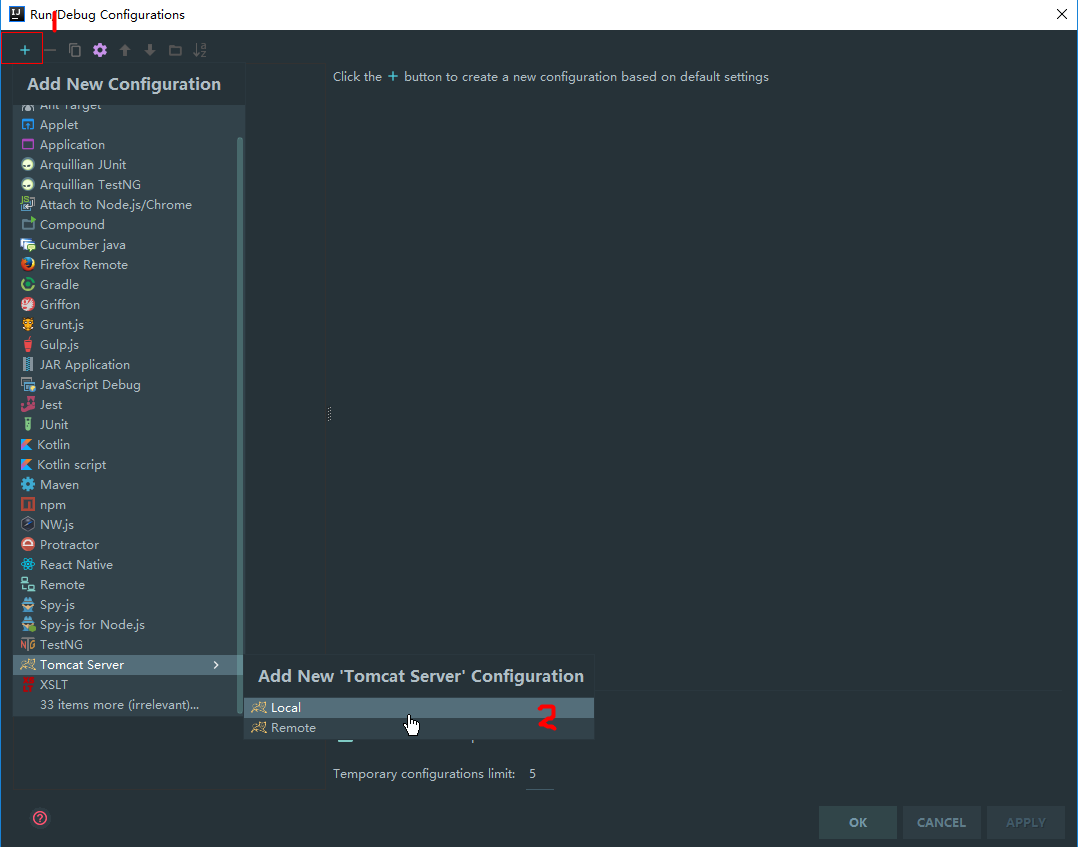 Run/Debug Configurations
1
Click the + button to create a new configuration based on default settings
Add New Configuration
Ant Target
Applet
Application
Arquillian JUnit
Arquillian TestNG
Attach to Node.js/Chrome
Compound
Cucumber java
Firefox Remote
Gradle
Griffon
Grunt.js
Gulp.js
JAR Application
JavaScript Debug
Jest
JUnit
Kotlin
Kotlin script
Maven
npm
NW.js
Protractor
React Native
Remote
Spy-js
Spy-js for Node.js
TestNG
Tomcat Server
XSLT
33 items more (irrelevant)...
Add New 'Tomcat Server' Configuration
Local
2
Remote
Temporary configurations limit: 5
OK
CANCEL
APPLY